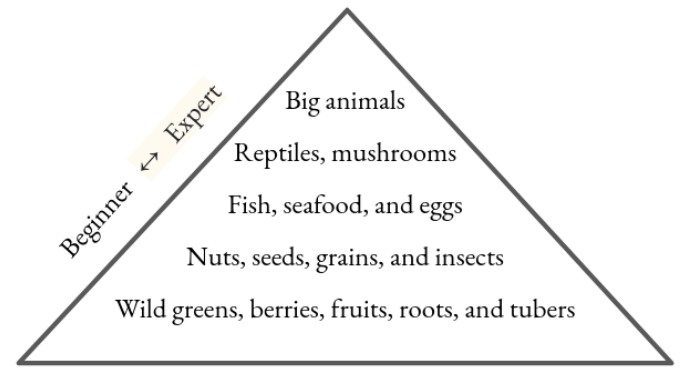 Beginner ↔ Expert
Big animals
Reptiles, mushrooms
Fish, seafood, and eggs
Nuts, seeds, grains, and insects
Wild greens, berries, fruits, roots, and tubers